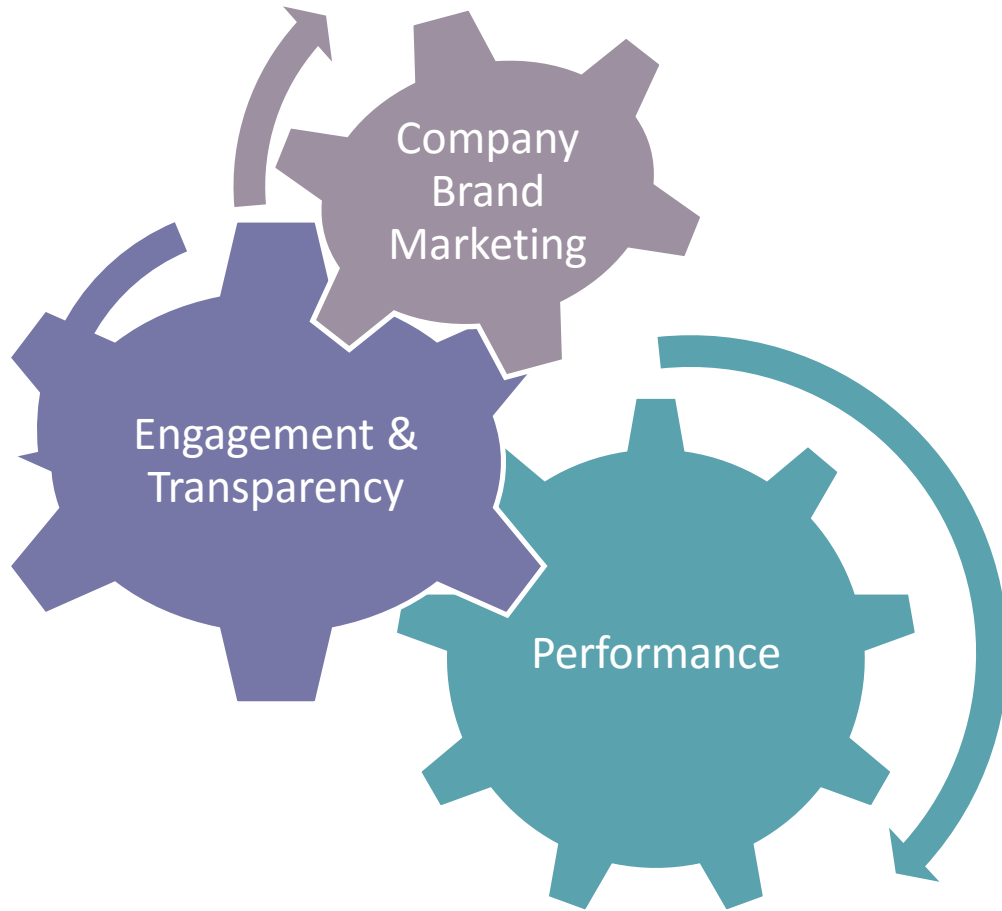 Company
Brand
Marketing
Engagement &
Transparency
Performance